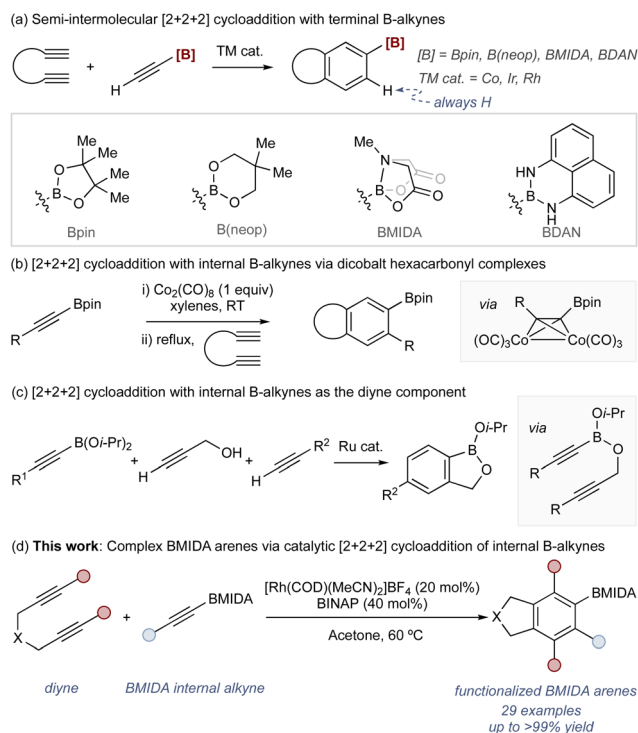 (a) Semi-intermolecular [2+2+2] cycloaddition with terminal B-alkynes
+
H
[B]
TM cat.
[B]
H
always H
[B] = Bpin, B(neop), BMIDA, BDAN
TM cat. = Co, Ir, Rh
Me
Me
Me
Me
O
B
O
Bpin
Me
Me
O
O
B
B(neop)
Me
N
O
B
O
O
O
BMIDA
HN
B
N
H
BDAN
(b) [2+2+2] cycloaddition with internal B-alkynes via dicobalt hexacarbonyl complexes
R
Bpin
i) Co2(CO)8 (1 equiv)
xylenes, RT
ii) reflux,
Bpin
R
via
R
Bpin
(OC)3Co
Co(CO)3
(c) [2+2+2] cycloaddition with internal B-alkynes as the diyne component
R1
B(Oi-Pr)2
+
H
OH
+
H
R2
Ru cat.
Oi-Pr
B
O
R2
via
Oi-Pr
B
O
R
R
(d) This work: Complex BMIDA arenes via catalytic [2+2+2] cycloaddition of internal B-alkynes
X
+
BMIDA
[Rh(COD)(MeCN)2]BF4 (20 mol%)
BINAP (40 mol%)
Acetone, 60 ºC
X
BMIDA
diyne
BMIDA internal alkyne
functionalized BMIDA arenes
29 examples
up to >99% yield